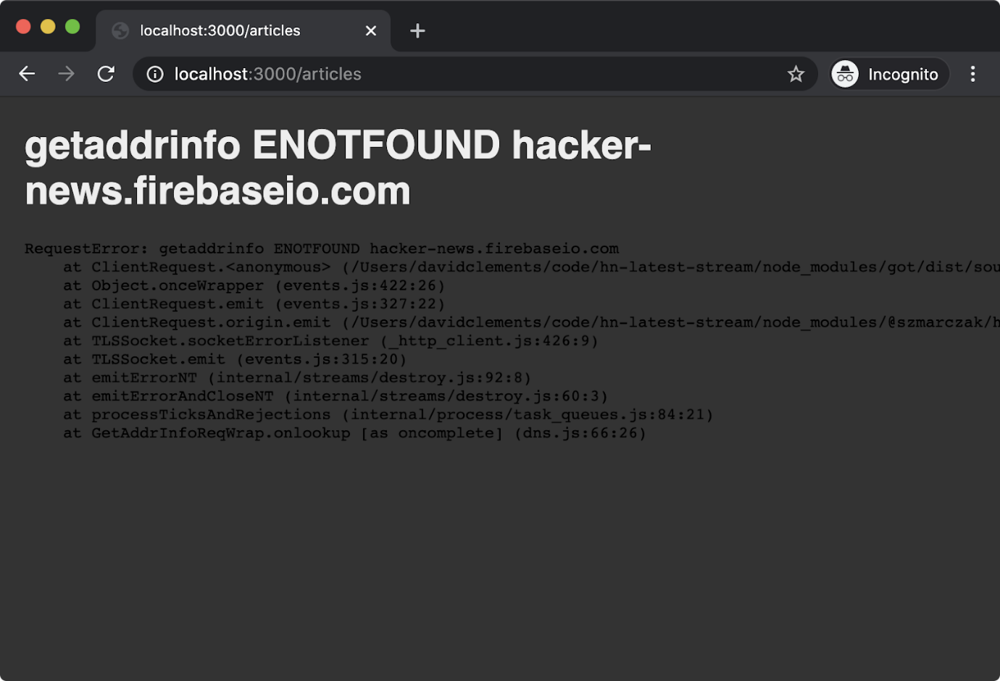 localhost:3000/articles
localhost:3000/articles
Incognito
getaddrinfo ENOTFOUND hacker-
news.firebaseio.com
RequestError: getaddrinfo ENOTFOUND hacker-news.firebaseio.com
at ClientRequest.<anonymous> (/Users/davidclements/code/hn-latest-stream/node_modules/got/dist/sou
at Object.onceWrapper (events.js:422:26)
at ClientRequest.emit (events.js:327:22)
at ClientRequest.origin.emit (/Users/davidclements/code/hn-latest-stream/node_modules/@szmarczak/h
at TLSSocket.socketErrorListener (_http_client.js:426:9)
at TLSSocket.emit (events.js:315:20)
at emitErrorNT (internal/streams/destroy.js:92:8)
at emitErrorAndCloseNT (internal/streams/destroy.js:60:3)
at processTicksAndRejections (internal/process/task_queues.js:84:21)
at GetAddrInfoReqWrap.onlookup [as oncomplete] (dns.js:66:26)